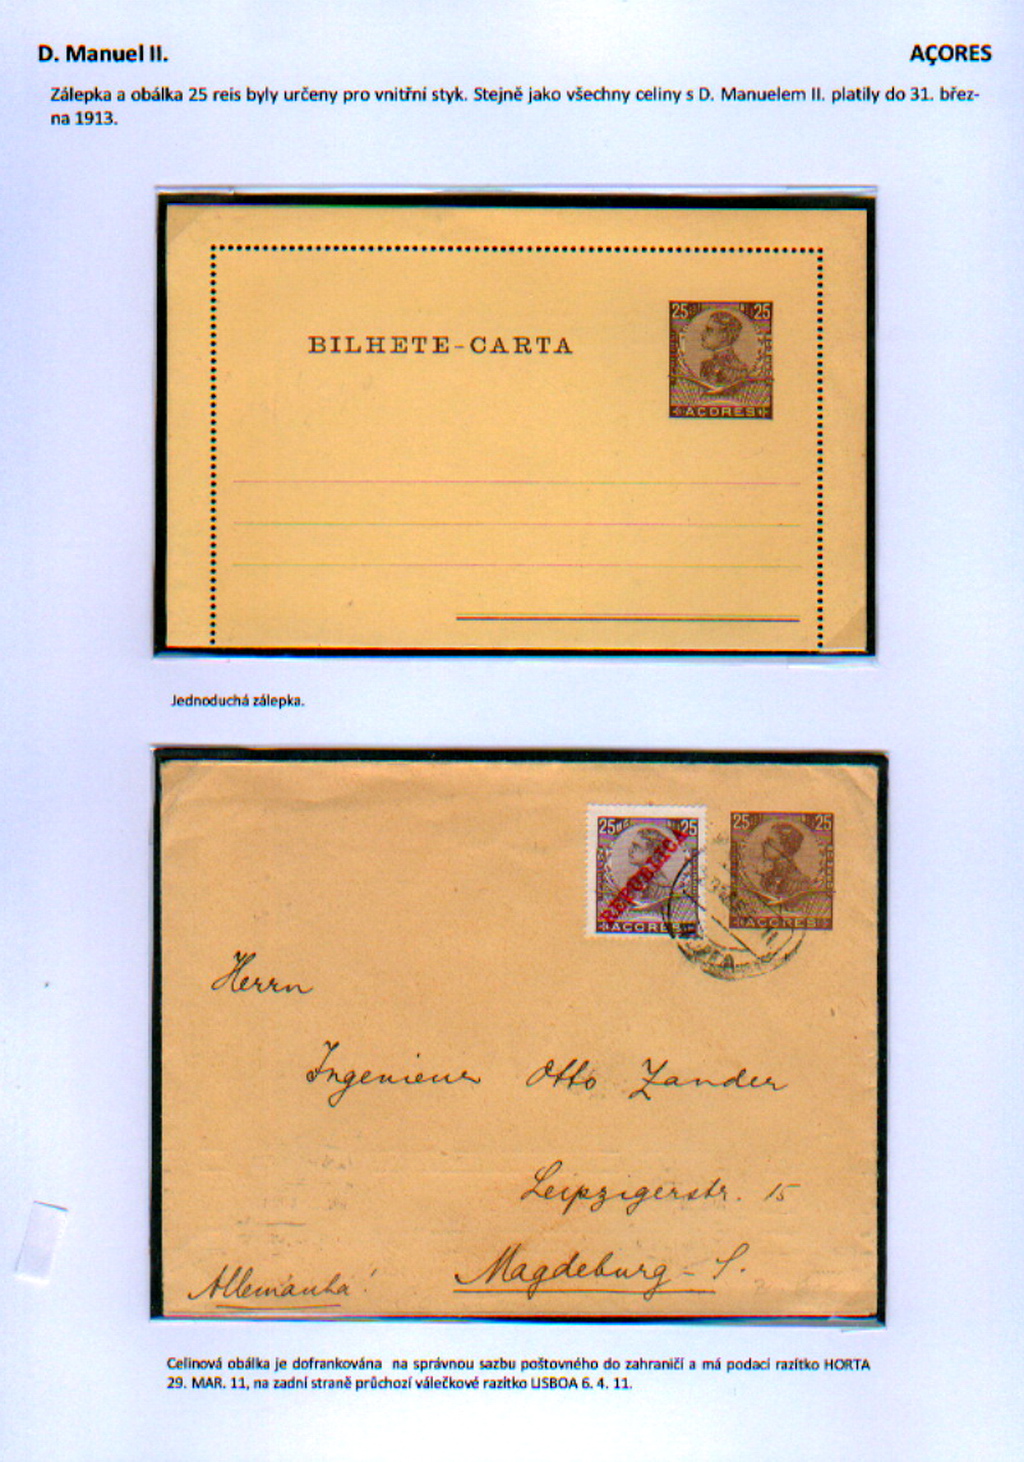 D. Manuel II. AÇORES
Zálepka a obálka 25 reis byly určeny pro vnitřní styk. Stejně jako všechny celiny s D. Manuelem II. platily do 31. břez-
na 1913.
25 25
BILHETE-CARTA
AÇORES
Jednoduchá zálepka.
25 25 25 25
REPUBLICA
AÇORES AÇORES
Herrn
Ingenieur Otto Zander
Leipzigerstr. 15
Magdeburg - S.
Allemanha!
Celinová obálka je dofrankována na správnou sazbu poštovného do zahraničí a má podací razítko HORTA
29. MAR. 11, na zadní straně průchozí válečkové razítko LISBOA 6. 4. 11.